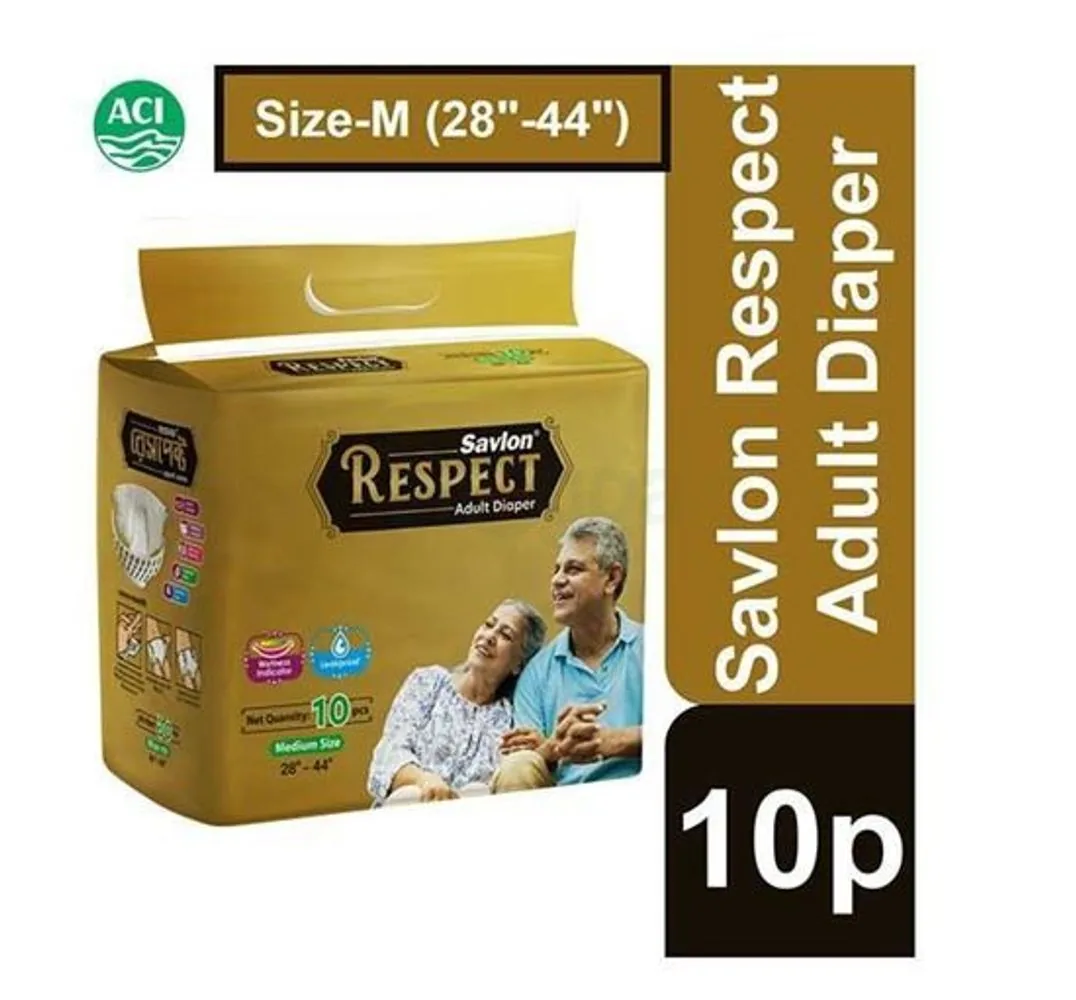 ACI
Size-M (28"-44")
Savlon Respect
Adult Diaper
10p
RESPECT
Savlon®
RESPECT
Adult Diaper
রেসপেক্ট
Wetness
Indicator
Leakproof
Net Quantity: 10 pcs
Medium Size
28"- 44"